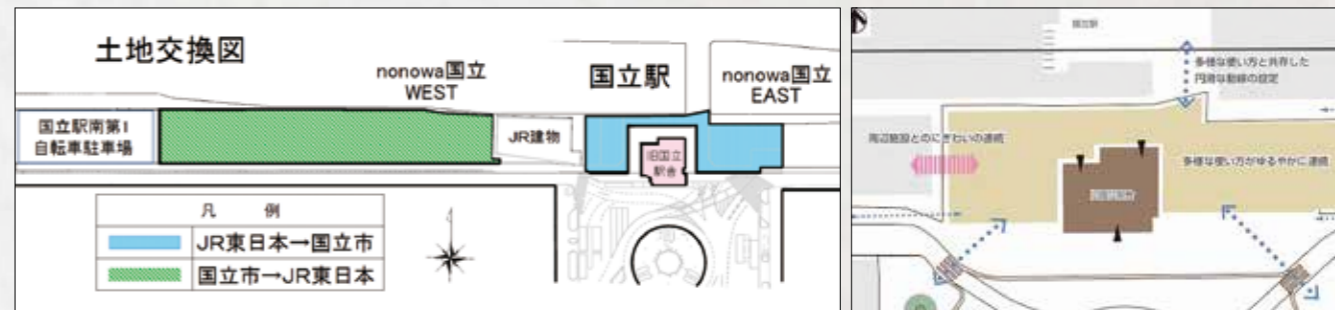 土地交換図
nonowa国立
WEST
国立駅
nonowa国立
EAST
国立駅南第1
自転車駐車場
JR建物
旧国立
駅舎
凡 例
JR東日本→国立市
国立市→JR東日本
国立駅
多様な使い方と共存した
円滑な動線の設定
周辺施設とのにぎわいの連続
多様な使い方がゆるやかに連続